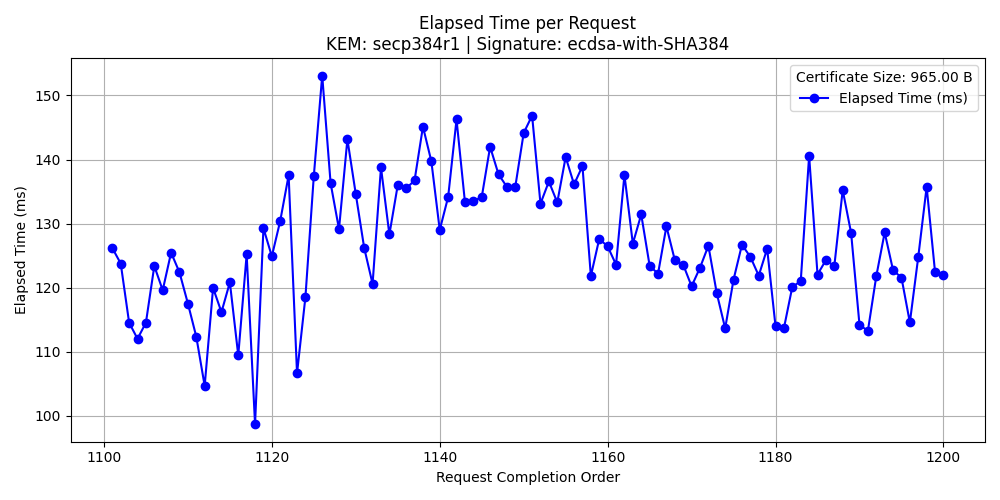 Elapsed Time per Request
KEM: secp384r1 | Signature: ecdsa-with-SHA384
Certificate Size: 965.00 B
Elapsed Time (ms)
Elapsed Time (ms)
150
140
130
120
110
100
1100
1120
1140
1160
1180
1200
Request Completion Order